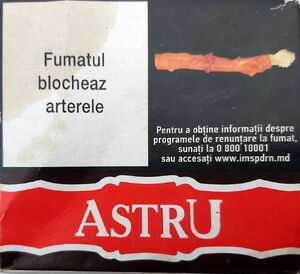 Fumatul
blocheaz
arterele
Pentru a obține informații despre
programele de renunțare la fumat,
sunați la 0 800 10001
sau accesați www.imspdrn.md
ASTRU